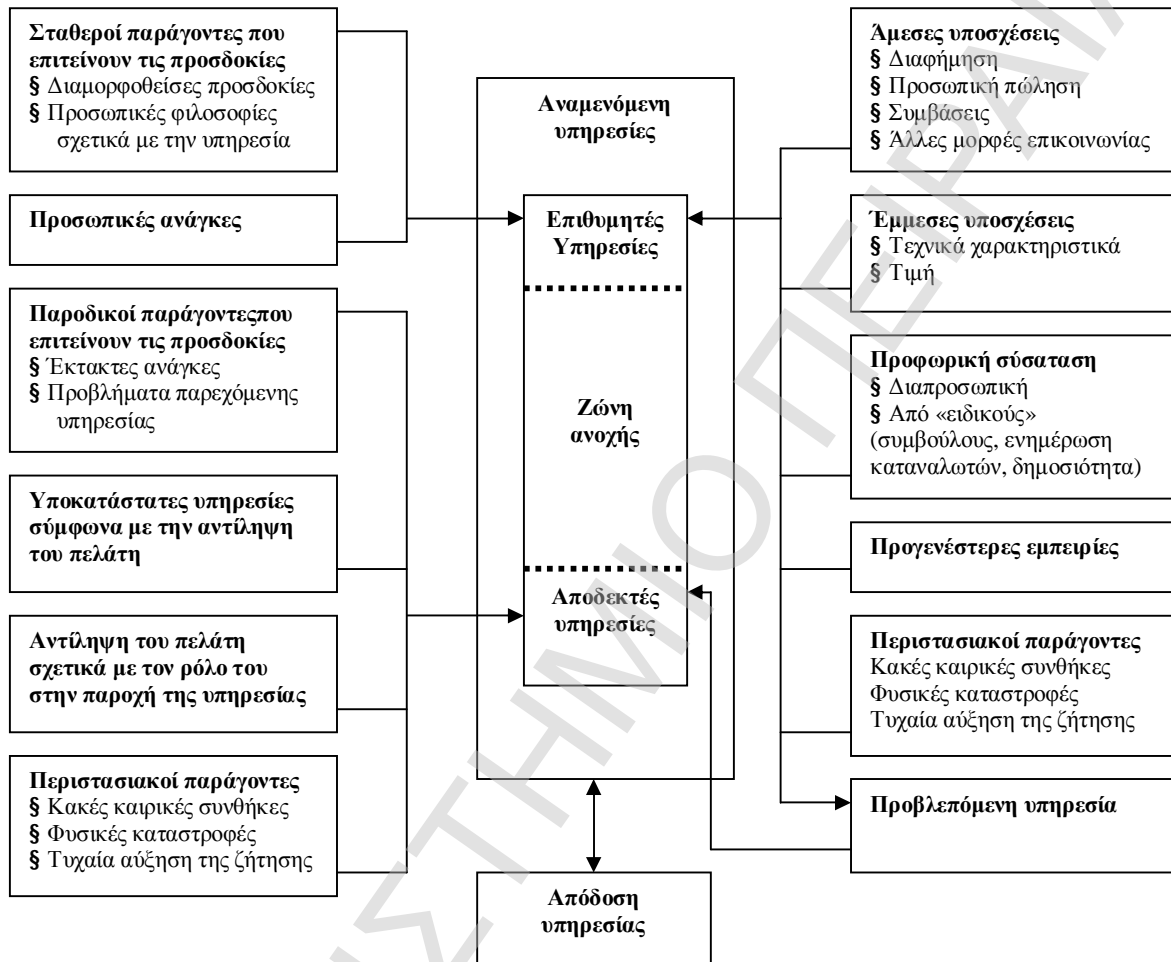 Σταθεροί παράγοντες που
επιτείνουν τις προσδοκίες
§ Διαμορφοθείσες προσδοκίες
§ Προσωπικές φιλοσοφίες
σχετικά με την υπηρεσία
Προσωπικές ανάγκες
Παροδικοί παράγοντεςπου
επιτείνουν τις προσδοκίες
§ Έκτακτες ανάγκες
§ Προβλήματα παρεχόμενης
υπηρεσίας
Υποκατάστατες υπηρεσίες
σύμφωνα με την αντίληψη
του πελάτη
Αντίληψη του πελάτη
σχετικά με τον ρόλο του
στην παροχή της υπηρεσίας
Περιστασιακοί παράγοντες
§ Κακές καιρικές συνθήκες
§ Φυσικές καταστροφές
§ Τυχαία αύξηση της ζήτησης
Αναμενόμενη
υπηρεσίες
Επιθυμητές
Υπηρεσίες
Ζώνη
ανοχής
Αποδεκτές
υπηρεσίες
Απόδοση
υπηρεσίας
Άμεσες υποσχέσεις
§ Διαφήμηση
§ Προσωπική πώληση
§ Συμβάσεις
§ Άλλες μορφές επικοινωνίας
Έμμεσες υποσχέσεις
§ Τεχνικά χαρακτηριστικά
§ Τιμή
Προφωρική σύσαταση
§ Διαπροσωπική
§ Από «ειδικούς»
(συμβούλους, ενημέρωση
καταναλωτών, δημοσιότητα)
Προγενέστερες εμπειρίες
Περιστασιακοί παράγοντες
Κακές καιρικές συνθήκες
Φυσικές καταστροφές
Τυχαία αύξηση της ζήτησης
Προβλεπόμενη υπηρεσία